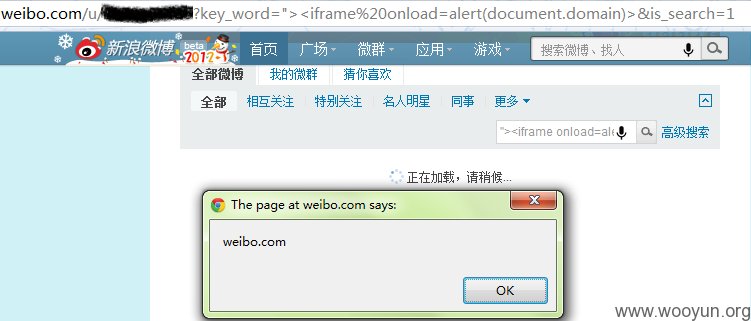 weibo.com/u/?key_word="><iframe%20onload=alert(document.domain)>&is_search=1
新浪微博 beta 2012 首页 广场 微群 应用 游戏 搜索微博、找人
全部微博 我的微群 猜你喜欢
全部 相互关注 特别关注 名人明星 同事 更多
"><iframe onload=ale 高级搜索
正在加载，请稍候...
The page at weibo.com says:
weibo.com
OK
www.wooyun.org